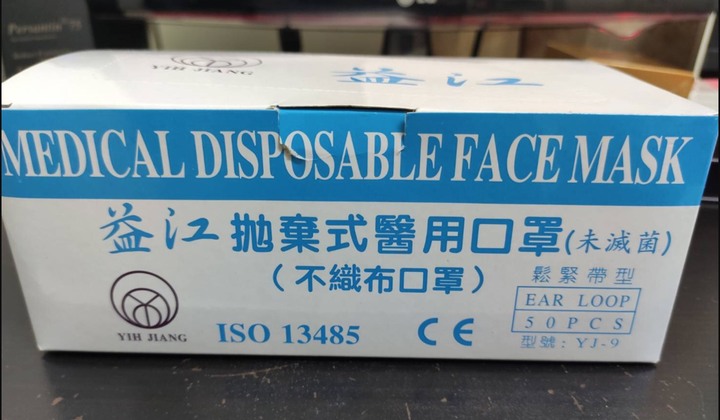 Persantin 75
YIH JIANG
益江
MEDICAL DISPOSABLE FACE MASK
益江 拋棄式醫用口罩(未滅菌)
(不織布口罩)
鬆緊帶型
EAR LOOP
50PCS
型號:YJ-9
YIH JIANG
ISO 13485
CE